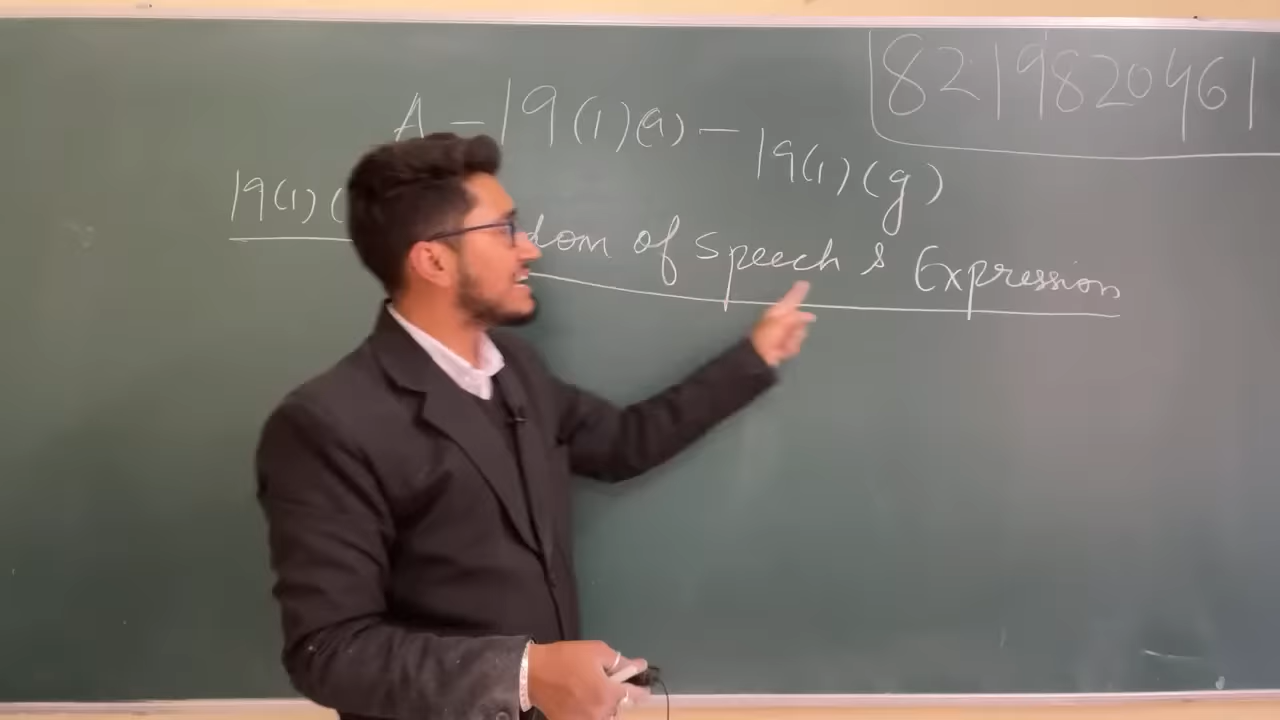 8219820461
A - 19(1)(a) - 19(1)(g)
19(1)( dom of Speech & Expression